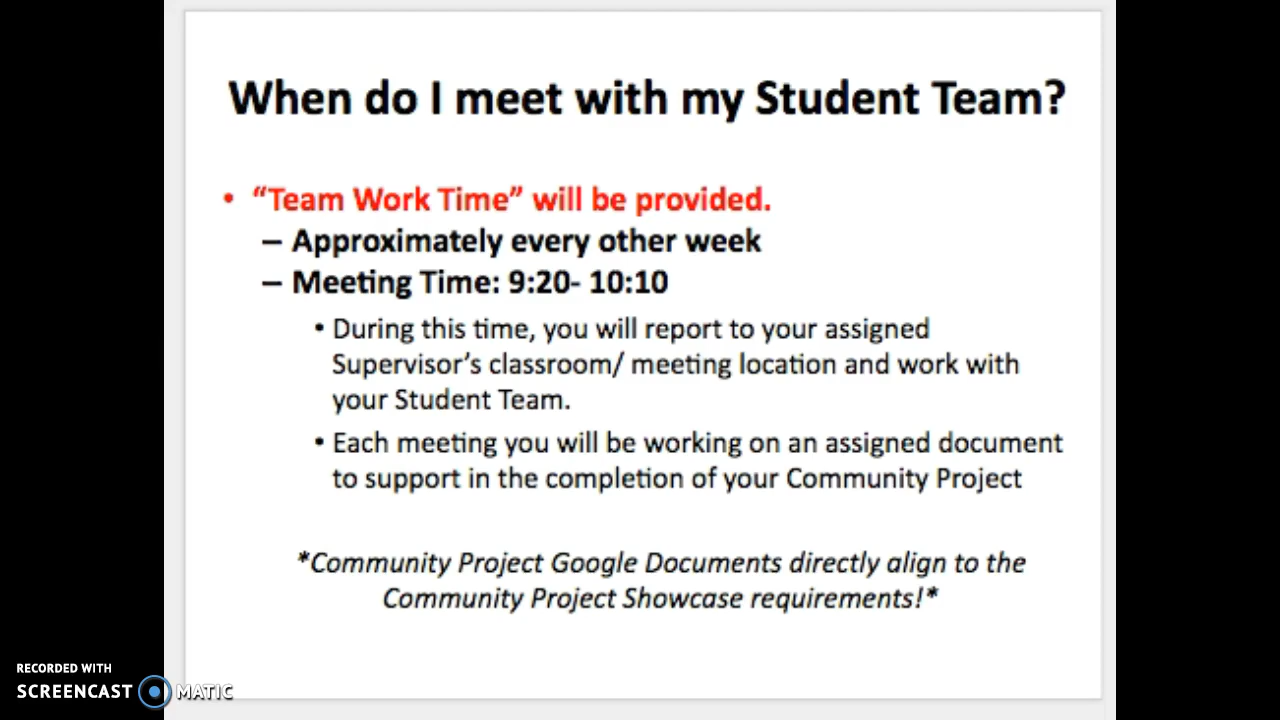 When do I meet with my Student Team?
• “Team Work Time” will be provided.
– Approximately every other week
– Meeting Time: 9:20- 10:10
• During this time, you will report to your assigned
Supervisor’s classroom/ meeting location and work with
your Student Team.
• Each meeting you will be working on an assigned document
to support in the completion of your Community Project
*Community Project Google Documents directly align to the
Community Project Showcase requirements!*
RECORDED WITH
SCREENCAST MATIC